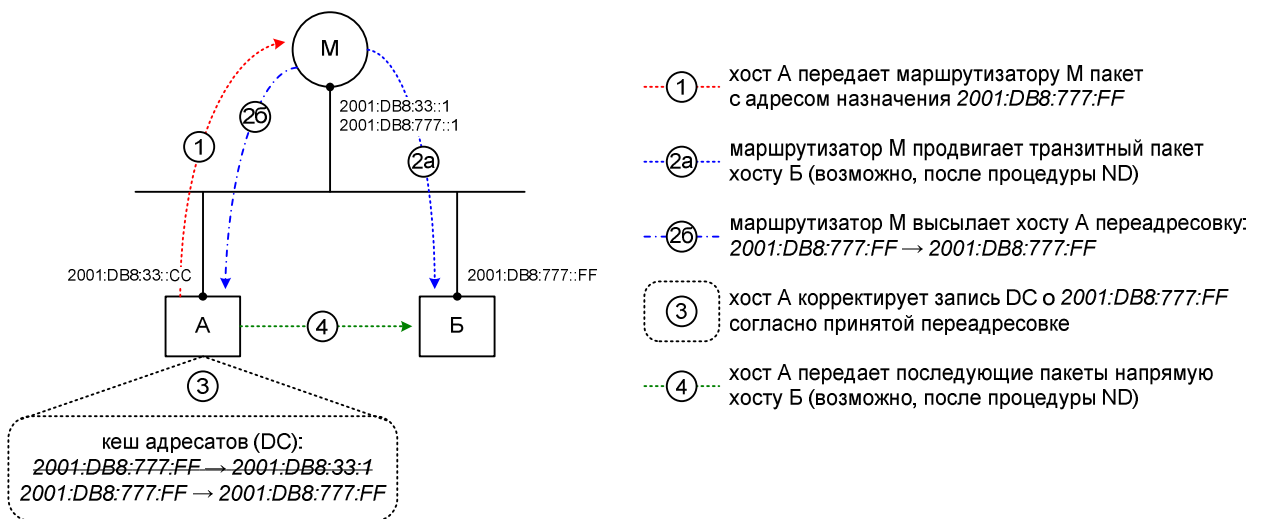 М
2001:DB8:33::1
2001:DB8:777::1
1
2б
2а
2001:DB8:33::CC
2001:DB8:777::FF
А
Б
4
3
кеш адресатов (DC):
2001:DB8:777:FF → 2001:DB8:33:1
2001:DB8:777:FF → 2001:DB8:777:FF
1
хост А передает маршрутизатору М пакет
с адресом назначения 2001:DB8:777:FF
2а
маршрутизатор М продвигает транзитный пакет
хосту Б (возможно, после процедуры ND)
2б
маршрутизатор М высылает хосту А переадресовку:
2001:DB8:777:FF → 2001:DB8:777:FF
3
хост А корректирует запись DC о 2001:DB8:777:FF
согласно принятой переадресовке
4
хост А передает последующие пакеты напрямую
хосту Б (возможно, после процедуры ND)